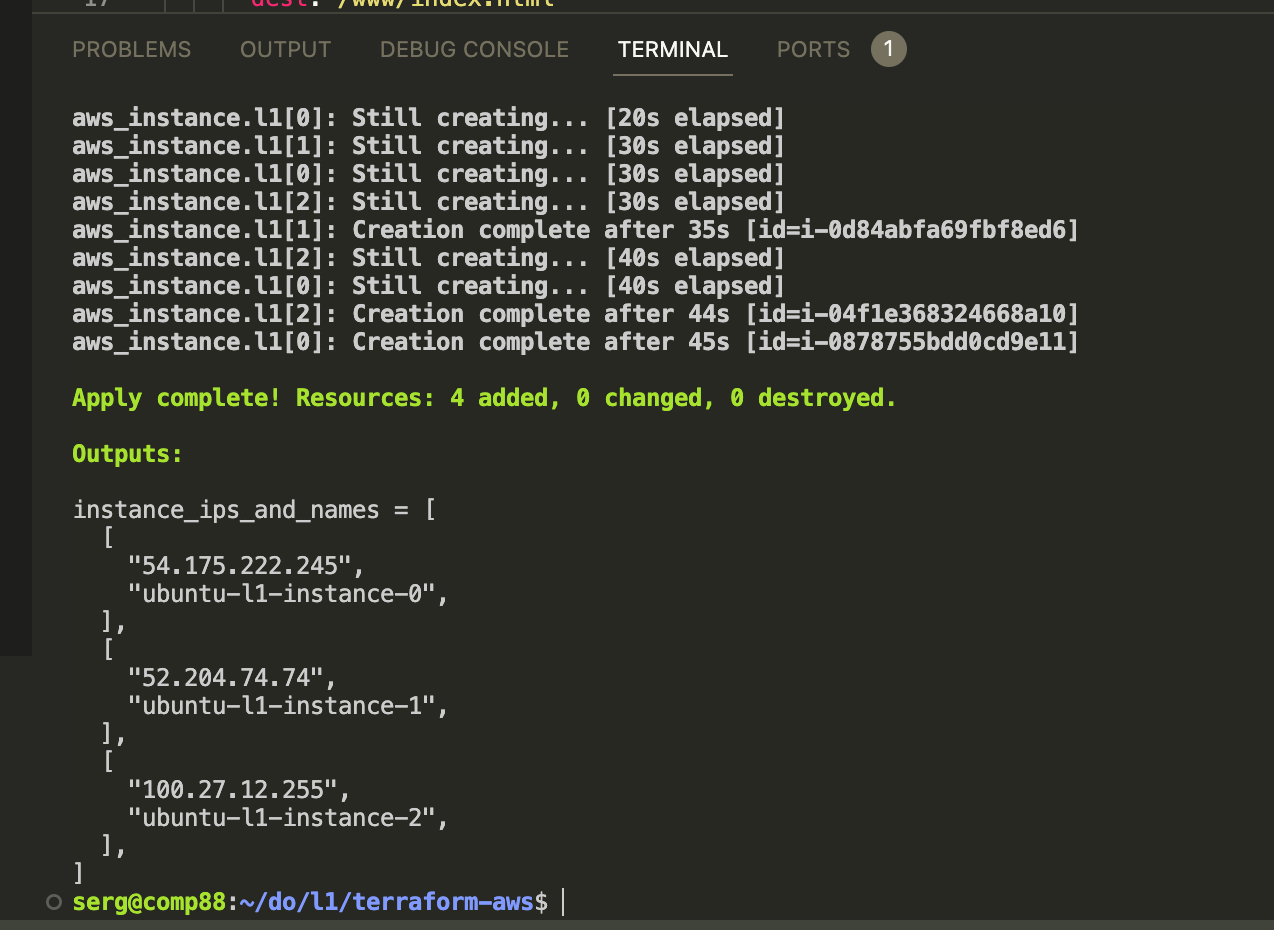 17 dest: /www/index.html
PROBLEMS OUTPUT DEBUG CONSOLE TERMINAL PORTS 1
aws_instance.l1[0]: Still creating... [20s elapsed]
aws_instance.l1[1]: Still creating... [30s elapsed]
aws_instance.l1[0]: Still creating... [30s elapsed]
aws_instance.l1[2]: Still creating... [30s elapsed]
aws_instance.l1[1]: Creation complete after 35s [id=i-0d84abfa69fbf8ed6]
aws_instance.l1[2]: Still creating... [40s elapsed]
aws_instance.l1[0]: Still creating... [40s elapsed]
aws_instance.l1[2]: Creation complete after 44s [id=i-04f1e368324668a10]
aws_instance.l1[0]: Creation complete after 45s [id=i-0878755bdd0cd9e11]
Apply complete! Resources: 4 added, 0 changed, 0 destroyed.
Outputs:
instance_ips_and_names = [
  [
    "54.175.222.245",
    "ubuntu-l1-instance-0",
  ],
  [
    "52.204.74.74",
    "ubuntu-l1-instance-1",
  ],
  [
    "100.27.12.255",
    "ubuntu-l1-instance-2",
  ],
]
serg@comp88:~/do/l1/terraform-aws$